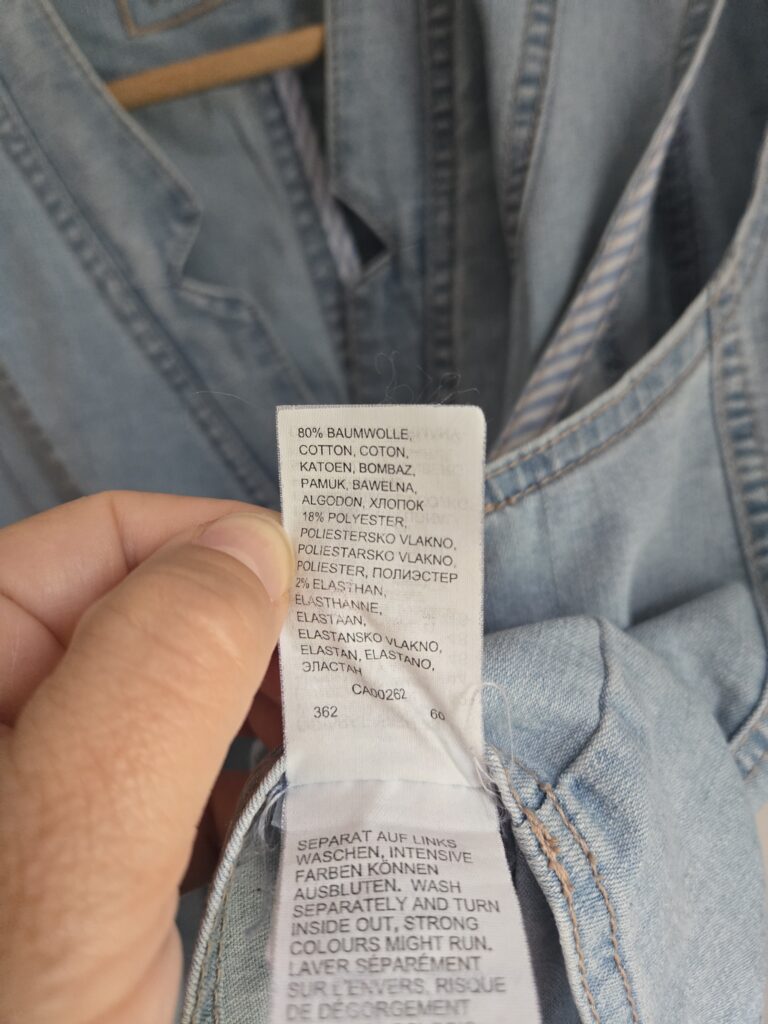 80% BAUMWOLLE,
COTTON, COTON,
KATOEN, BOMBAZ,
PAMUK, BAWELNA,
ALGODON, ХЛОПОК
18% POLYESTER,
POLIESTERSKO VLAKNO,
POLIESTARSKO VLAKNO,
POLIESTER, ПОЛИЭСТЕР
2% ELASTHAN,
ELASTHANNE,
ELASTAAN,
ELASTANSKO VLAKNO,
ELASTAN, ELASTANO,
ЭЛАСТАН
CA00262
362 60
SEPARAT AUF LINKS
WASCHEN, INTENSIVE
FARBEN KÖNNEN
AUSBLUTEN. WASH
SEPARATELY AND TURN
INSIDE OUT, STRONG
COLOURS MIGHT RUN.
LAVER SÉPARÉMENT
SUR L'ENVERS, RISQUE
DE DÉGORGEMENT